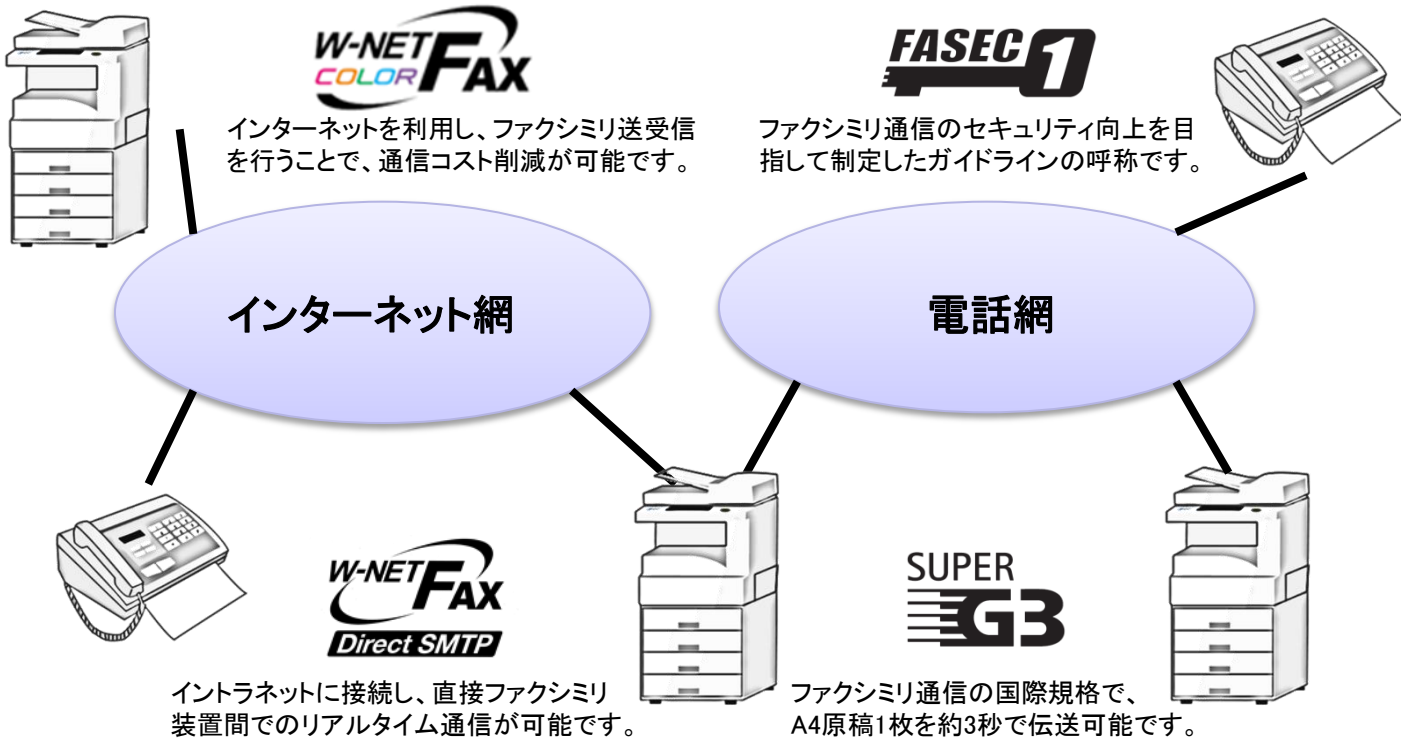 W-NET FAX
COLOR
インターネットを利用し、ファクシミリ送受信
を行うことで、通信コスト削減が可能です。
FASEC 1
ファクシミリ通信のセキュリティ向上を目
指して制定したガイドラインの呼称です。
インターネット網
電話網
W-NET FAX
Direct SMTP
イントラネットに接続し、直接ファクシミリ
装置間でのリアルタイム通信が可能です。
SUPER
G3
ファクシミリ通信の国際規格で、
A4原稿1枚を約3秒で伝送可能です。